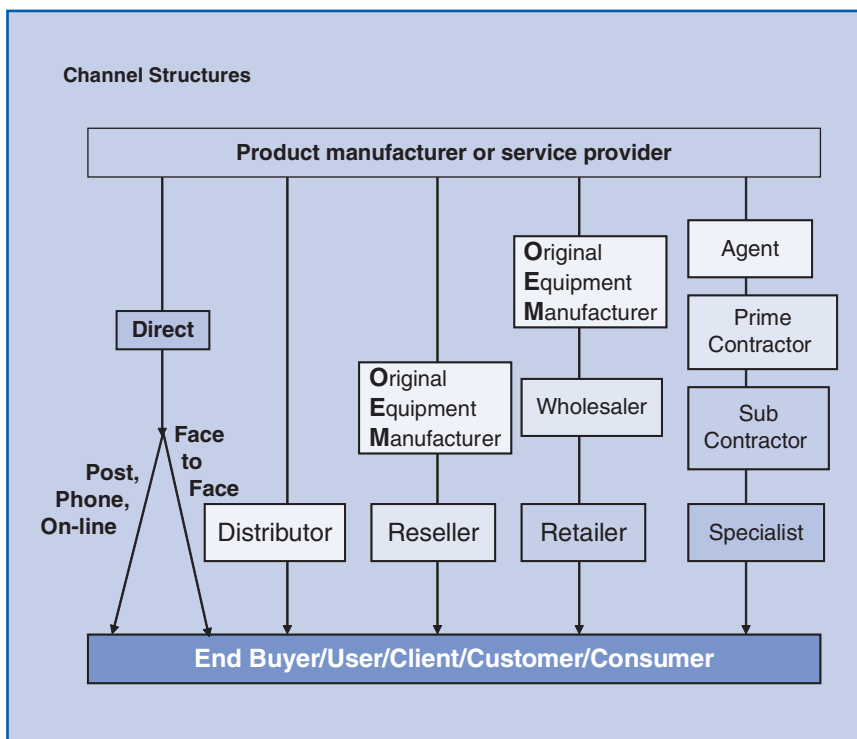 Channel Structures
Product manufacturer or service provider
Direct
Post,
Phone,
On-line
Face
to
Face
Distributor
Original
Equipment
Manufacturer
Reseller
Original
Equipment
Manufacturer
Wholesaler
Retailer
Agent
Prime
Contractor
Sub
Contractor
Specialist
End Buyer/User/Client/Customer/Consumer